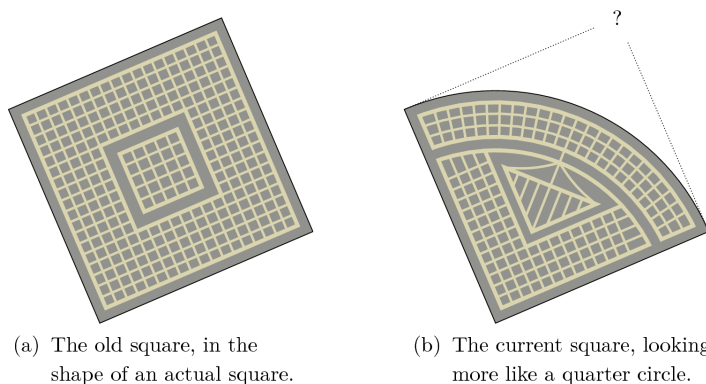 ?
(a) The old square, in the
shape of an actual square.
(b) The current square, looking
more like a quarter circle.